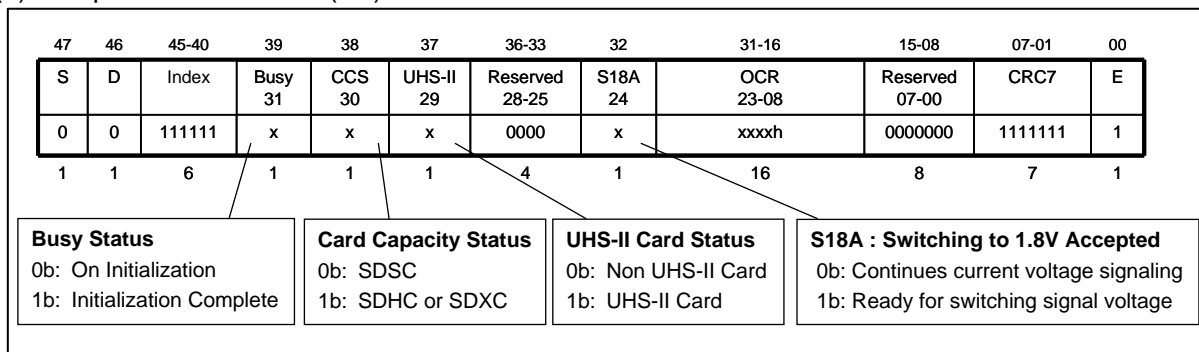 47 46 45-40 39 38 37 36-33 32 31-16 15-08 07-01 00
S D Index Busy CCS UHS-II Reserved S18A OCR Reserved CRC7 E
31 30 29 28-25 24 23-08 07-00
0 0 111111 x x x 0000 x xxxxh 0000000 1111111 1
1 1 6 1 1 1 4 1 16 8 7 1
Busy Status
0b: On Initialization
1b: Initialization Complete
Card Capacity Status
0b: SDSC
1b: SDHC or SDXC
UHS-II Card Status
0b: Non UHS-II Card
1b: UHS-II Card
S18A : Switching to 1.8V Accepted
0b: Continues current voltage signaling
1b: Ready for switching signal voltage